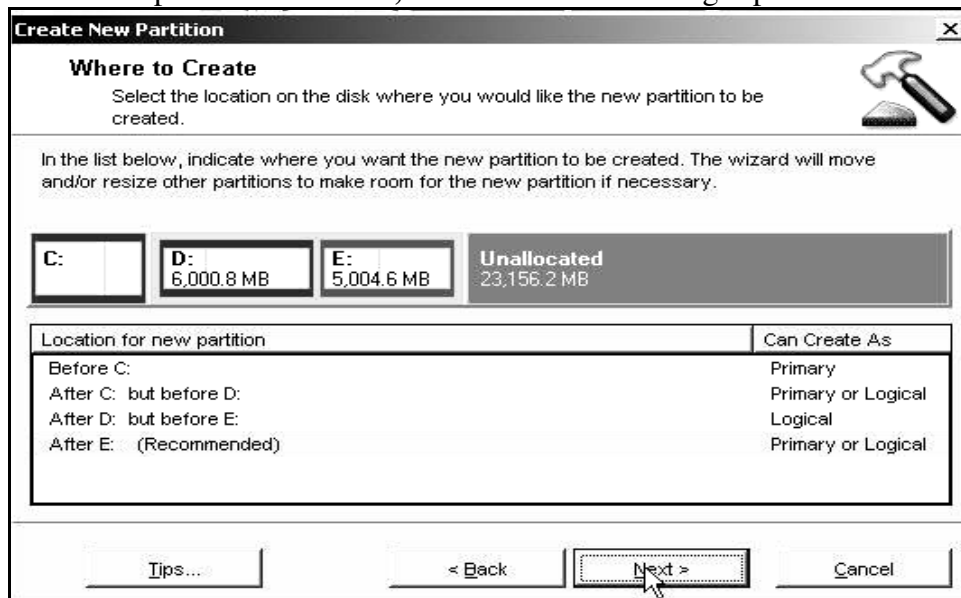 Create New Partition
Where to Create
Select the location on the disk where you would like the new partition to be
created.
In the list below, indicate where you want the new partition to be created. The wizard will move
and/or resize other partitions to make room for the new partition if necessary.
C: D: E: Unallocated
6,000.8 MB 5,004.6 MB 23,156.2 MB
Location for new partition Can Create As
Before C: Primary
After C: but before D: Primary or Logical
After D: but before E: Logical
After E: (Recommended) Primary or Logical
Tips... < Back Next > Cancel